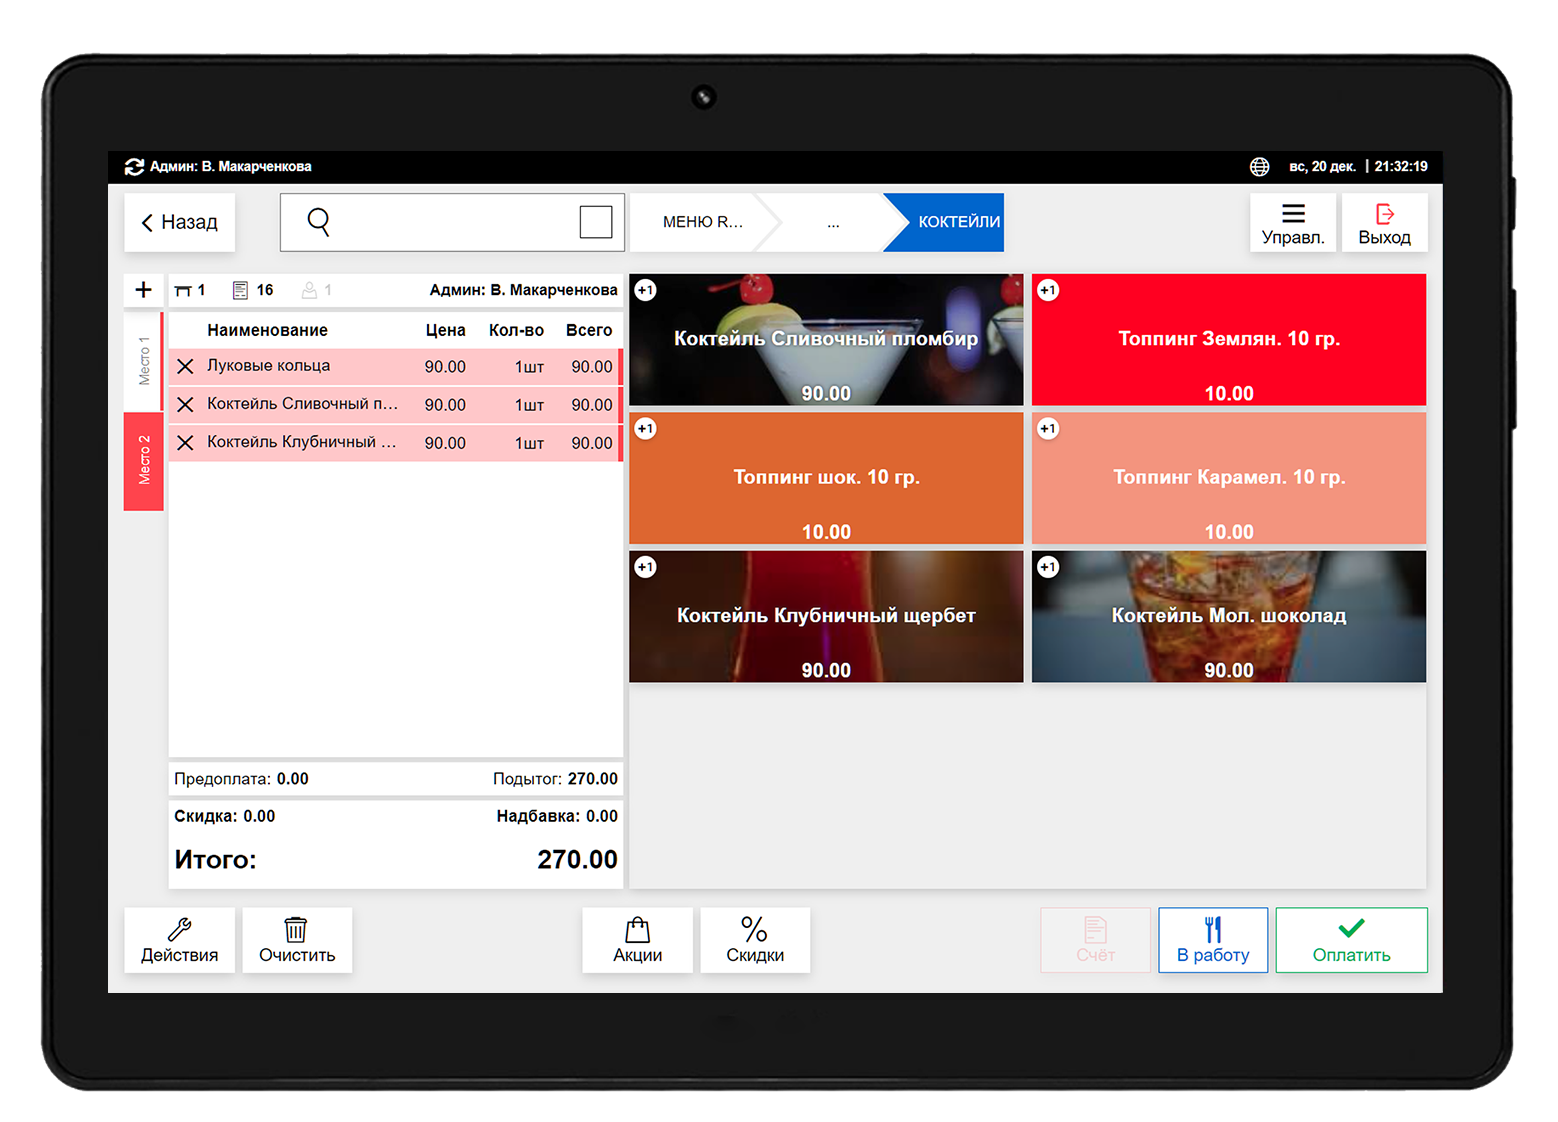 Админ: В. Макарченкова
вс, 20 дек. | 21:32:19
Назад
МЕНЮ R...
...
КОКТЕЙЛИ
Управл.
Выход
+ 1 16 1 Админ: В. Макарченкова
Место 1
Место 2
Наименование Цена Кол-во Всего
Луковые кольца 90.00 1шт 90.00
Коктейль Сливочный п... 90.00 1шт 90.00
Коктейль Клубничный ... 90.00 1шт 90.00
Предоплата: 0.00 Подытог: 270.00
Скидка: 0.00 Надбавка: 0.00
Итого: 270.00
+1
Коктейль Сливочный пломбир
90.00
+1
Топпинг Землян. 10 гр.
10.00
+1
Топпинг шок. 10 гр.
10.00
+1
Топпинг Карамел. 10 гр.
10.00
+1
Коктейль Клубничный щербет
90.00
+1
Коктейль Мол. шоколад
90.00
Действия
Очистить
Акции
%
Скидки
Счёт
В работу
Оплатить